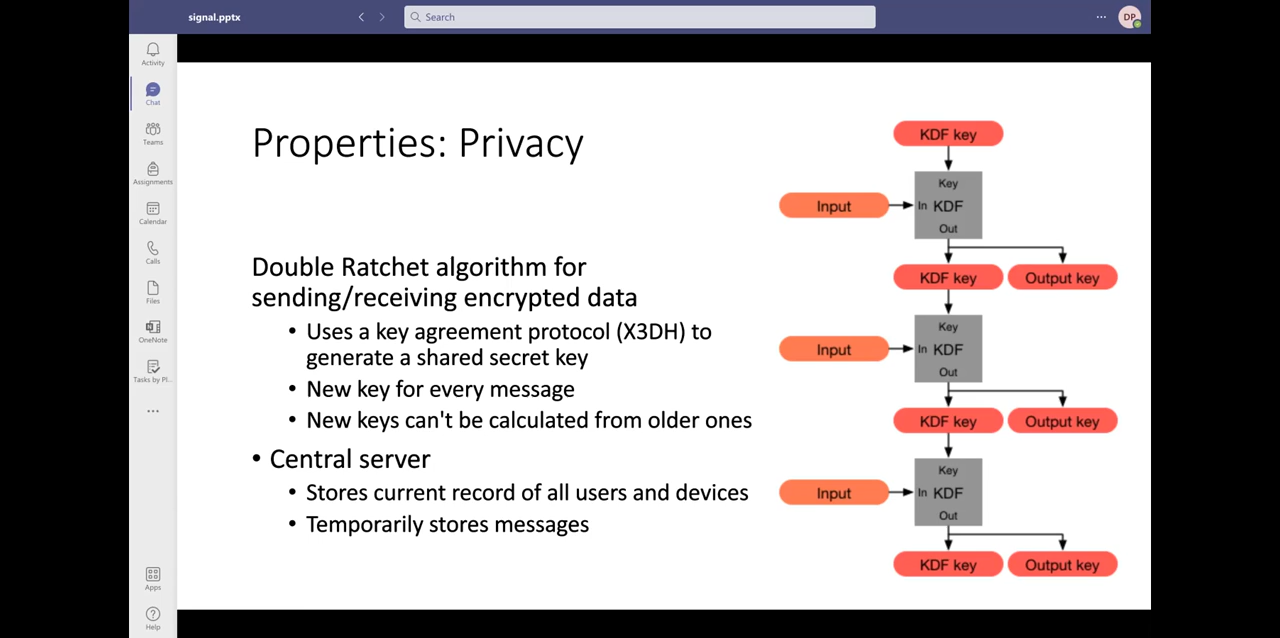 signal.pptx
Search
DP
Activity
Chat
Teams
Assignments
Calendar
Calls
Files
OneNote
Tasks by Pl...
Apps
Help
Properties: Privacy
Double Ratchet algorithm for
sending/receiving encrypted data
• Uses a key agreement protocol (X3DH) to
generate a shared secret key
• New key for every message
• New keys can't be calculated from older ones
• Central server
• Stores current record of all users and devices
• Temporarily stores messages
KDF key
Key
Input
In KDF
Out
KDF key
Output key
Key
Input
In KDF
Out
KDF key
Output key
Key
Input
In KDF
Out
KDF key
Output key